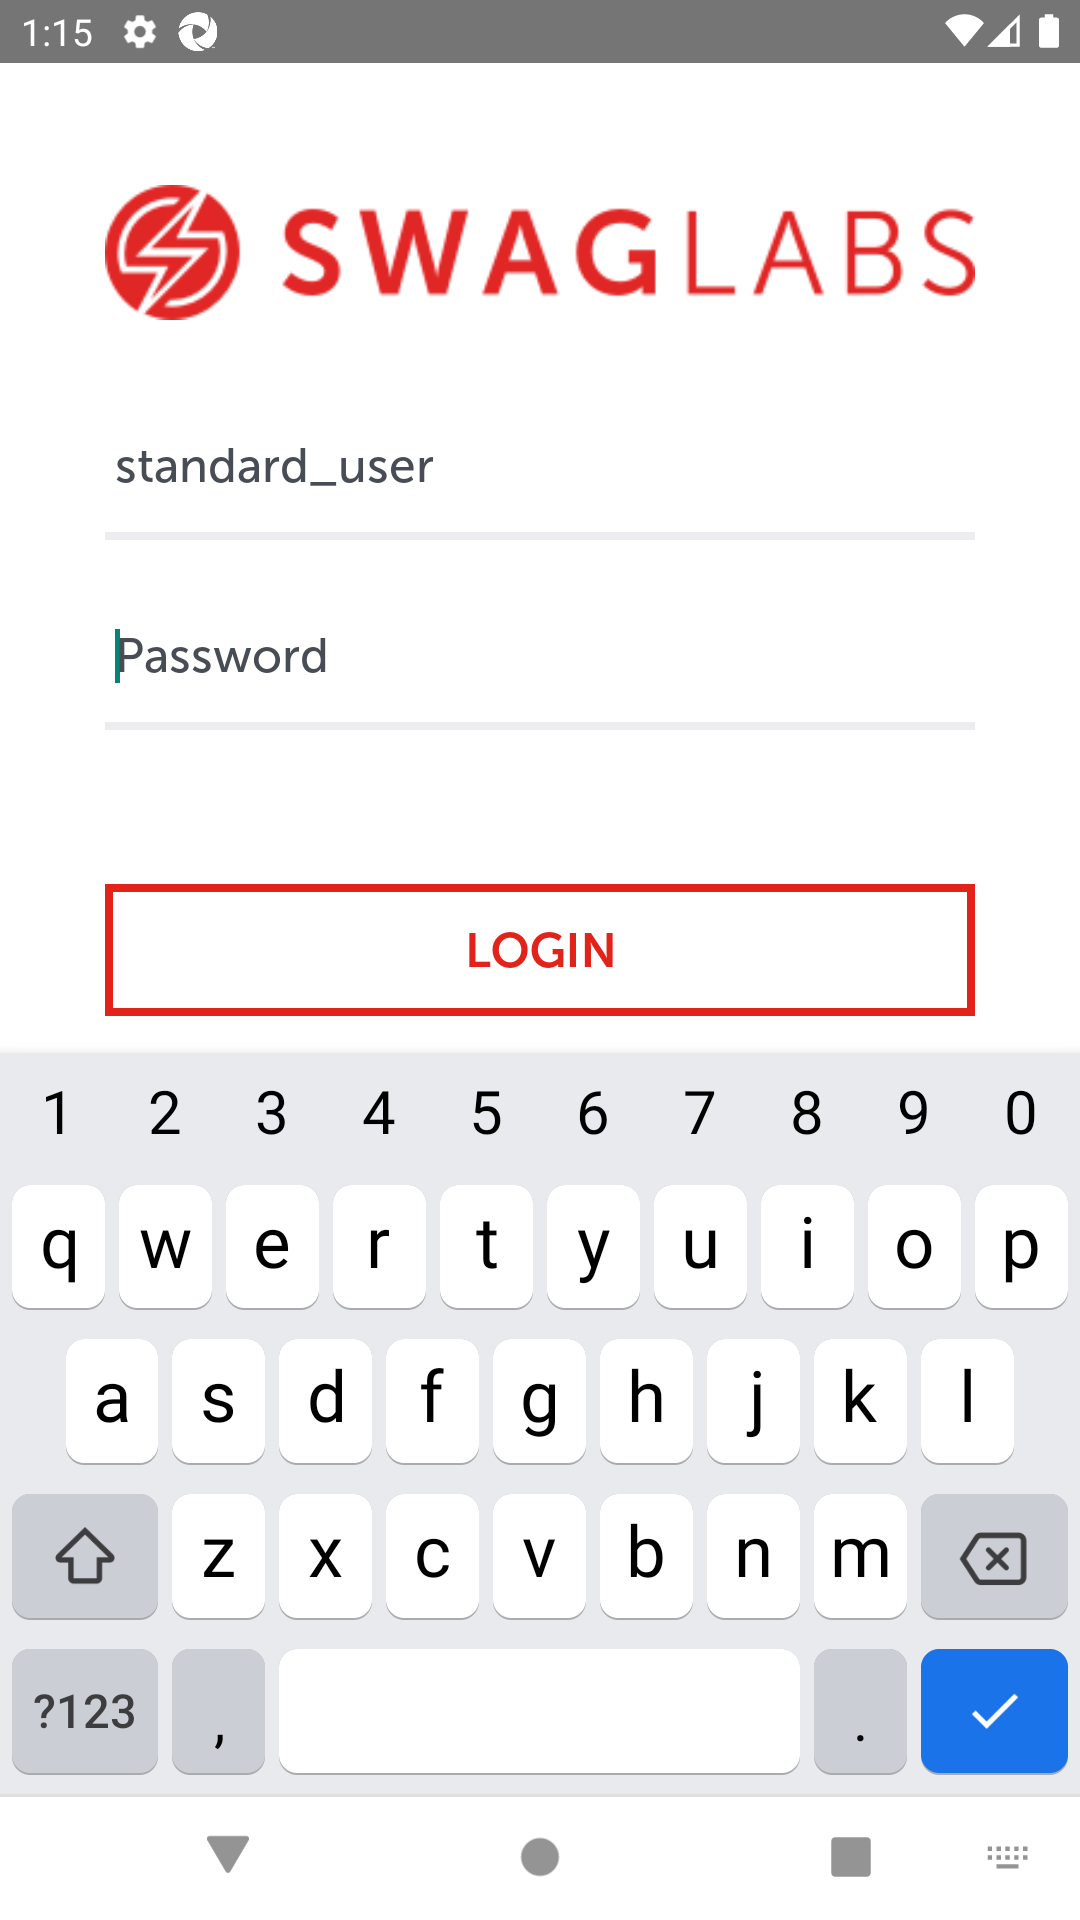 1:15
SWAGLABS
standard_user
Password
LOGIN
1 2 3 4 5 6 7 8 9 0
q w e r t y u i o p
a s d f g h j k l
z x c v b n m
?123 , .